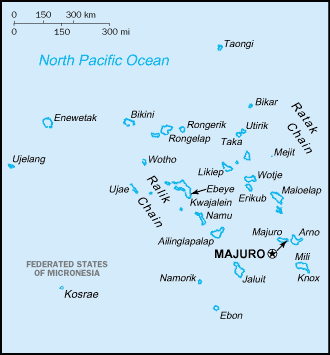 0 150 300 km
0 150 300 mi
Taongi
North Pacific Ocean
Bikar
Ratak
Chain
Enewetak
Bikini
Rongerik
Rongelap
Utirik
Taka
Mejit
Ujelang
Wotho
Likiep
Wotje
Ujae
Ralik
Chain
Ebeye
Kwajalein
Erikub
Maloelap
Namu
Ailinglapalap
Majuro
Arno
MAJURO
Mili
FEDERATED STATES
OF MICRONESIA
Namorik
Jaluit
Knox
Kosrae
Ebon